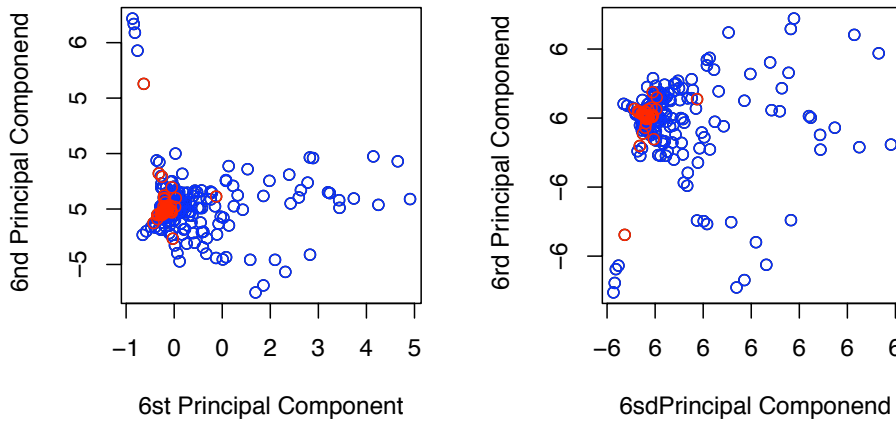 6nd Principal Componend
6
5
5
5
−5
−1 0 0 2 3 4 5
6st Principal Component
6rd Principal Componend
6
6
−6
−6
−6 6 6 6 6 6 6
6sdPrincipal Componend